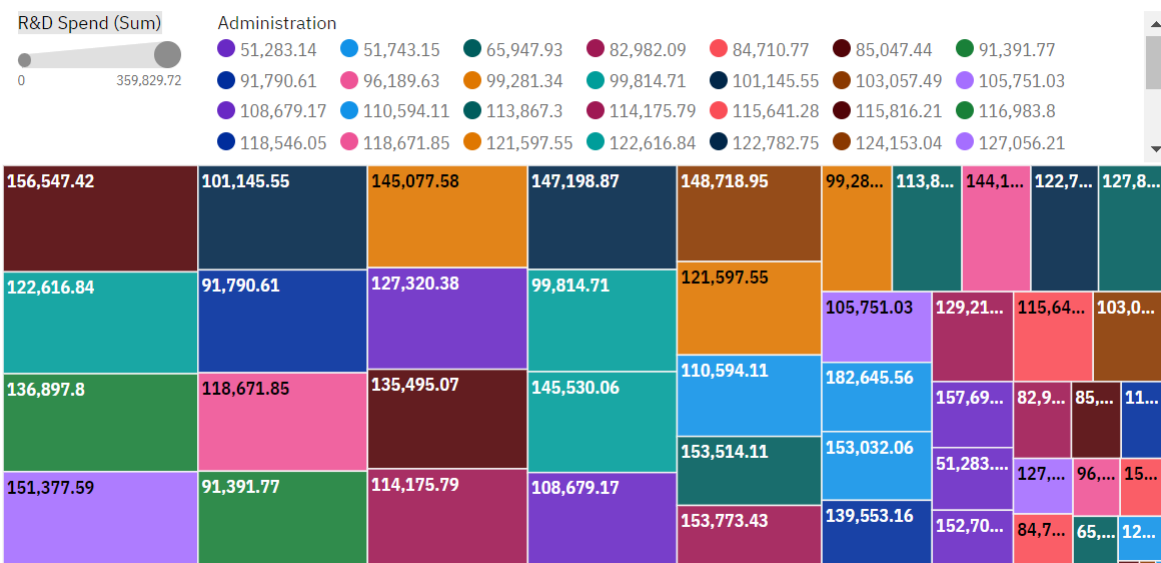 R&D Spend (Sum)
0 359,829.72
Administration
51,283.14 51,743.15 65,947.93 82,982.09 84,710.77 85,047.44 91,391.77
91,790.61 96,189.63 99,281.34 99,814.71 101,145.55 103,057.49 105,751.03
108,679.17 110,594.11 113,867.3 114,175.79 115,641.28 115,816.21 116,983.8
118,546.05 118,671.85 121,597.55 122,616.84 122,782.75 124,153.04 127,056.21
156,547.42 101,145.55 145,077.58 147,198.87 148,718.95 99,28... 113,8... 144,1... 122,7... 127,8...
122,616.84 91,790.61 127,320.38 99,814.71 121,597.55
105,751.03 129,21... 115,64... 103,0...
136,897.8 118,671.85 135,495.07 145,530.06 110,594.11 182,645.56 157,69... 82,9... 85,... 11...
153,514.11 153,032.06 51,283.... 127,... 96,... 15...
151,377.59 91,391.77 114,175.79 108,679.17 153,773.43 139,553.16 152,70... 84,7... 65,... 12...